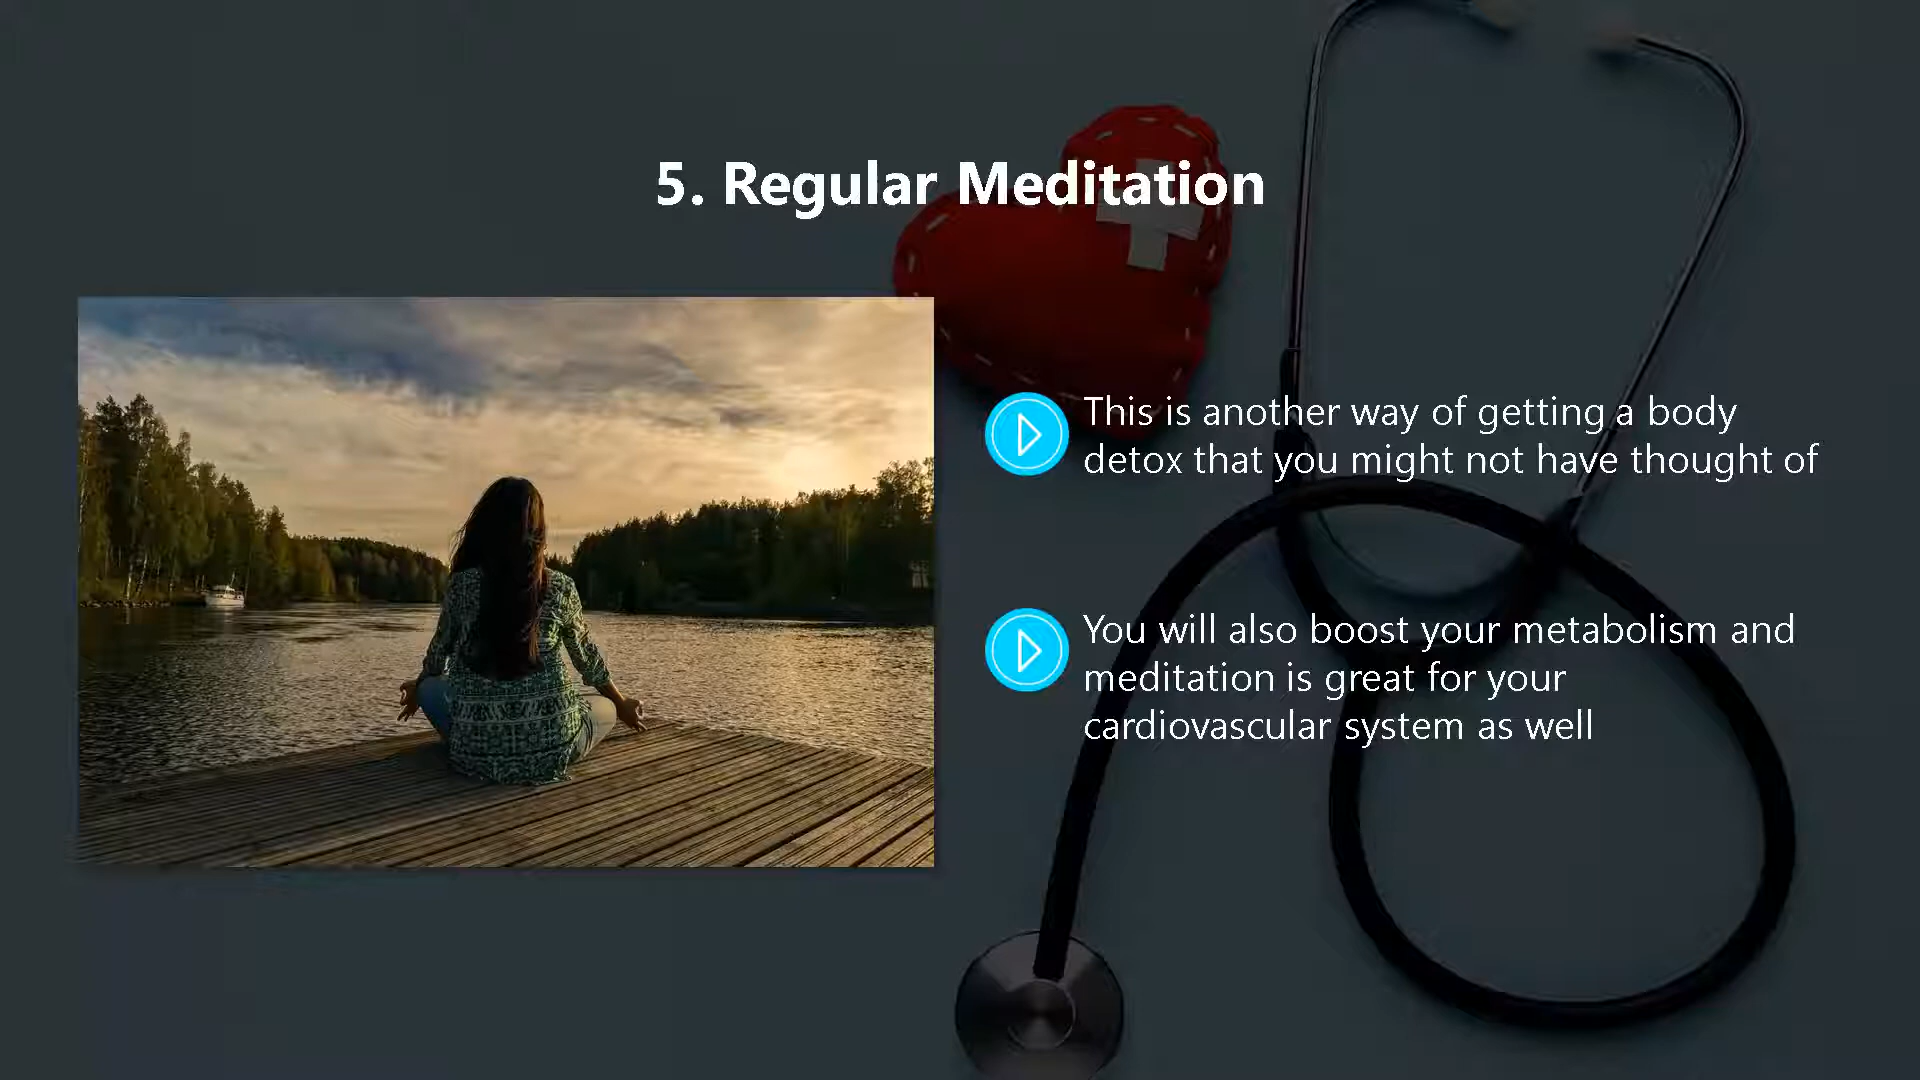 5. Regular Meditation
This is another way of getting a body
detox that you might not have thought of
You will also boost your metabolism and
meditation is great for your
cardiovascular system as well